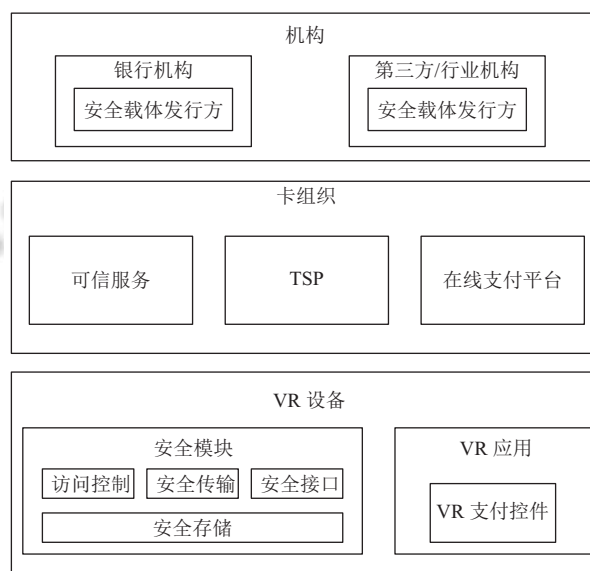 机构
银行机构
第三方/行业机构
安全载体发行方
安全载体发行方
卡组织
可信服务
TSP
在线支付平台
VR 设备
安全模块
VR 应用
访问控制
安全传输
安全接口
VR 支付控件
安全存储